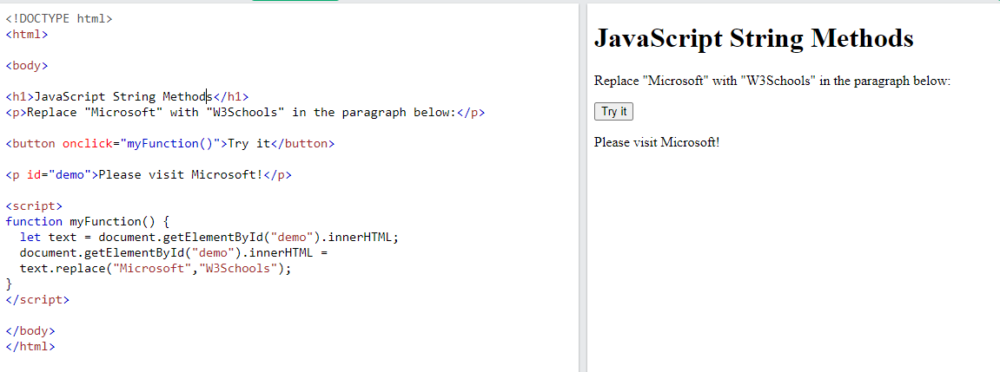 <!DOCTYPE html>
<html>
<body>
<h1>JavaScript String Methods</h1>
<p>Replace "Microsoft" with "W3Schools" in the paragraph below:</p>
<button onclick="myFunction()">Try it</button>
<p id="demo">Please visit Microsoft!</p>
<script>
function myFunction() {
  let text = document.getElementById("demo").innerHTML;
  document.getElementById("demo").innerHTML =
  text.replace("Microsoft","W3Schools");
}
</script>
</body>
</html>
JavaScript String Methods
Replace "Microsoft" with "W3Schools" in the paragraph below:
Try it
Please visit Microsoft!